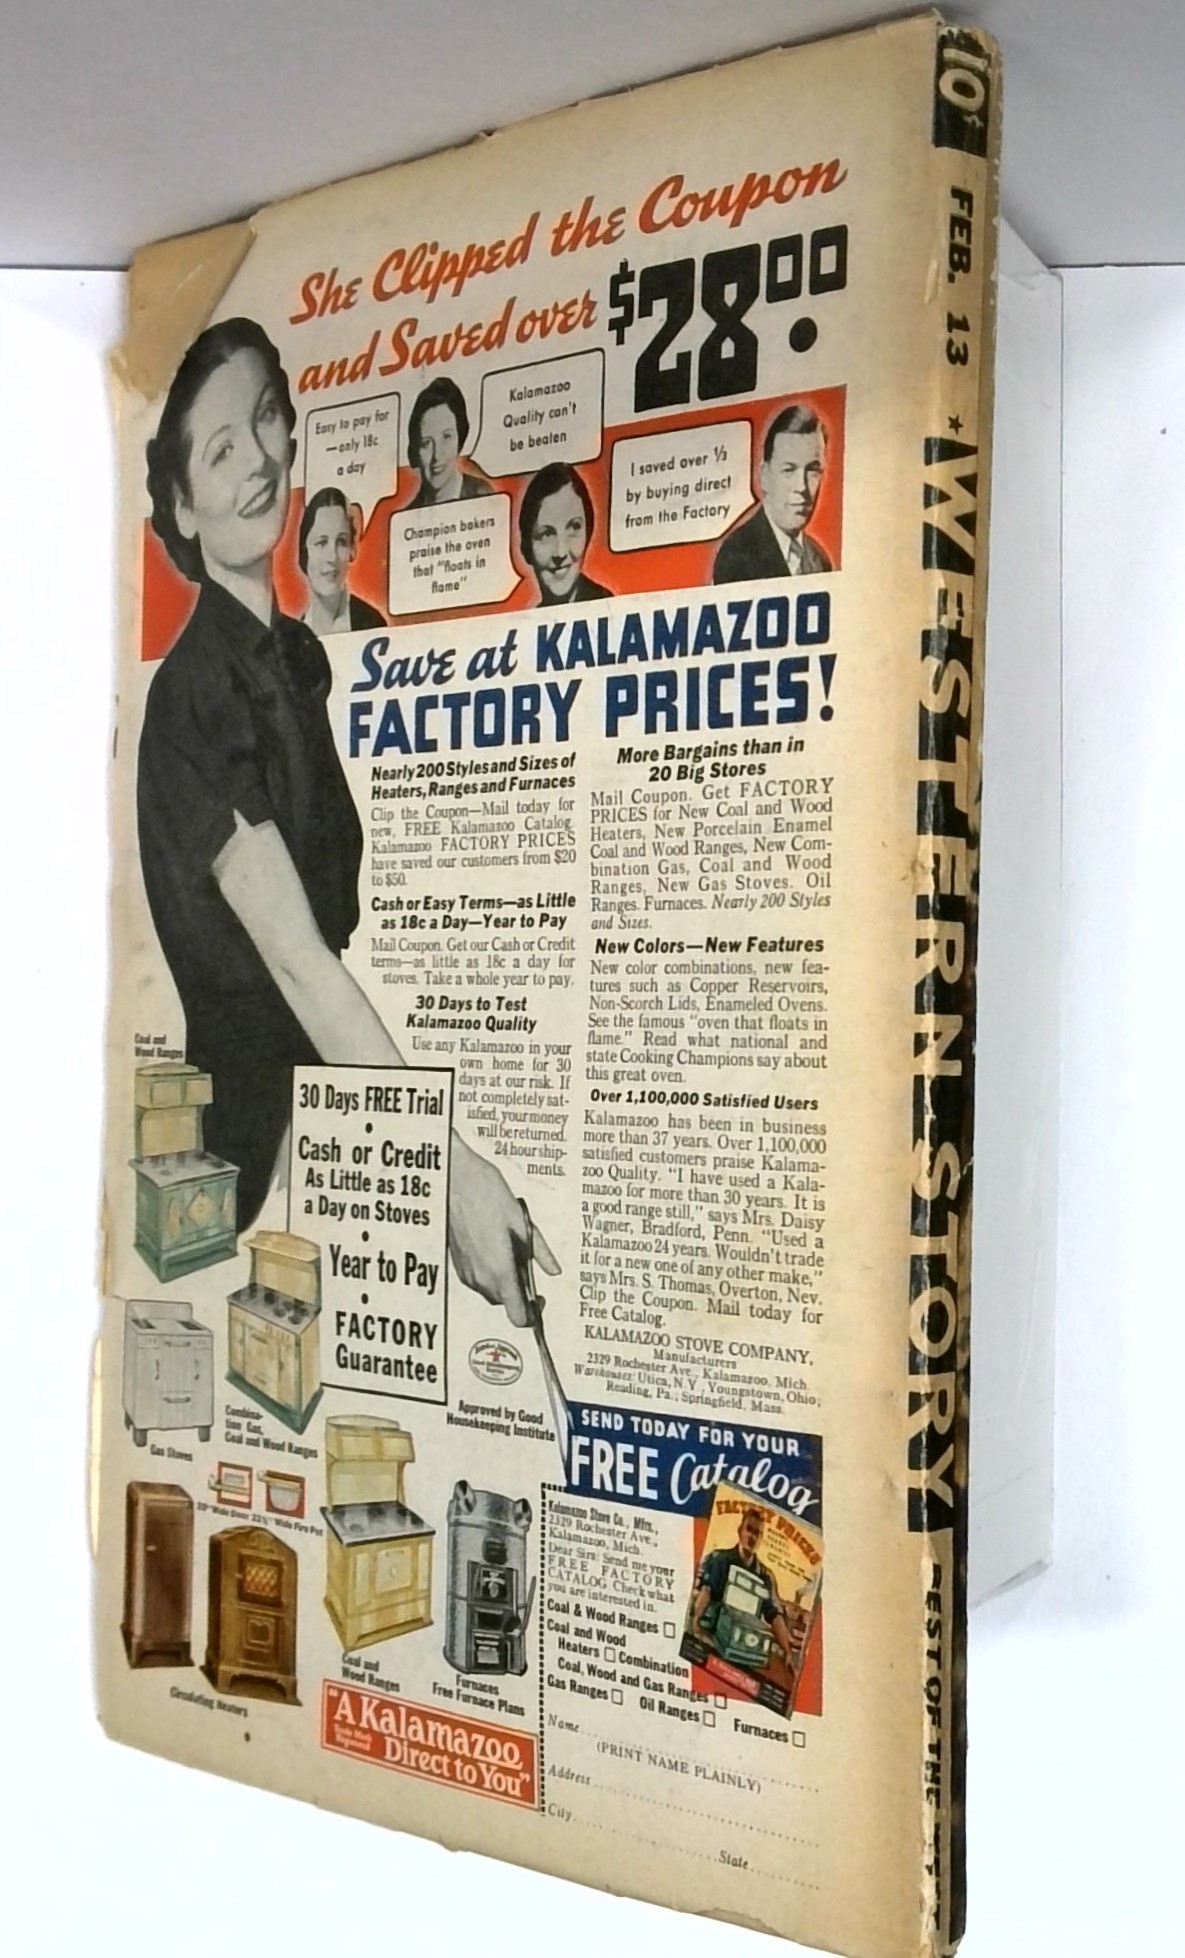 She Clipped the Coupon
and Saved over $28.00
Easy to pay for
—only 18c
a day
Kalamazoo
Quality can't
be beaten
Champion bakers
praise the oven
that "floats in
flame"
I saved over ⅓
by buying direct
from the Factory
Save at KALAMAZOO
FACTORY PRICES!
Nearly 200 Styles and Sizes of
Heaters, Ranges and Furnaces
Clip the Coupon—Mail today for
new, FREE Kalamazoo Catalog.
Kalamazoo FACTORY PRICES
have saved our customers from $20
to $50.
Cash or Easy Terms—as Little
as 18c a Day—Year to Pay
Mail Coupon. Get our Cash or Credit
terms—as little as 18c a day for
stoves. Take a whole year to pay.
30 Days to Test
Kalamazoo Quality
Use any Kalamazoo in your
own home for 30
days at our risk. If
not completely sat-
isfied, your money
will be returned.
24 hour ship-
ments.
More Bargains than in
20 Big Stores
Mail Coupon. Get FACTORY
PRICES for New Coal and Wood
Heaters, New Porcelain Enamel
Coal and Wood Ranges, New Com-
bination Gas, Coal and Wood
Ranges, New Gas Stoves. Oil
Ranges. Furnaces. Nearly 200 Styles
and Sizes.
New Colors—New Features
New color combinations, new fea-
tures such as Copper Reservoirs,
Non-Scorch Lids, Enameled Ovens.
See the famous "oven that floats in
flame." Read what national and
state Cooking Champions say about
this great oven.
Over 1,100,000 Satisfied Users
Kalamazoo has been in business
more than 37 years. Over 1,100,000
satisfied customers praise Kalama-
zoo Quality. "I have used a Kala-
mazoo for more than 30 years. It is
a good range still," says Mrs. Daisy
Wagner, Bradford, Penn. "Used a
Kalamazoo 24 years. Wouldn't trade
it for a new one of any other make,"
says Mrs. S. Thomas, Overton, Nev.
Clip the Coupon. Mail today for
Free Catalog.
KALAMAZOO STOVE COMPANY,
Manufacturers
2329 Rochester Ave., Kalamazoo, Mich.
Warehouses: Utica, N.Y., Youngstown, Ohio;
Reading, Pa.; Springfield, Mass.
30 Days FREE Trial
•
Cash or Credit
As Little as 18c
a Day on Stoves
•
Year to Pay
•
FACTORY
Guarantee
Approved by Good
Housekeeping Institute
Coal and
Wood Ranges
Gas Stoves
Combina-
tion Gas,
Coal and Wood Ranges
Circulating Heaters
Coal and
Wood Ranges
Furnaces
Free Furnace Plans
"A Kalamazoo
Trade Mark
Registered
Direct to You"
SEND TODAY FOR YOUR
FREE Catalog
FACTORY PRICES
Kalamazoo Stove Co., Mfrs.,
2329 Rochester Ave.,
Kalamazoo, Mich.
Dear Sirs: Send me your
FREE FACTORY
CATALOG. Check what
you are interested in.
Coal & Wood Ranges □
Coal and Wood
Heaters □ Combination
Coal, Wood and Gas Ranges □
Gas Ranges □ Oil Ranges □ Furnaces □
Name
(PRINT NAME PLAINLY)
Address
City
State
10¢ FEB. 13 ★ WESTERN STORY BEST OF THE